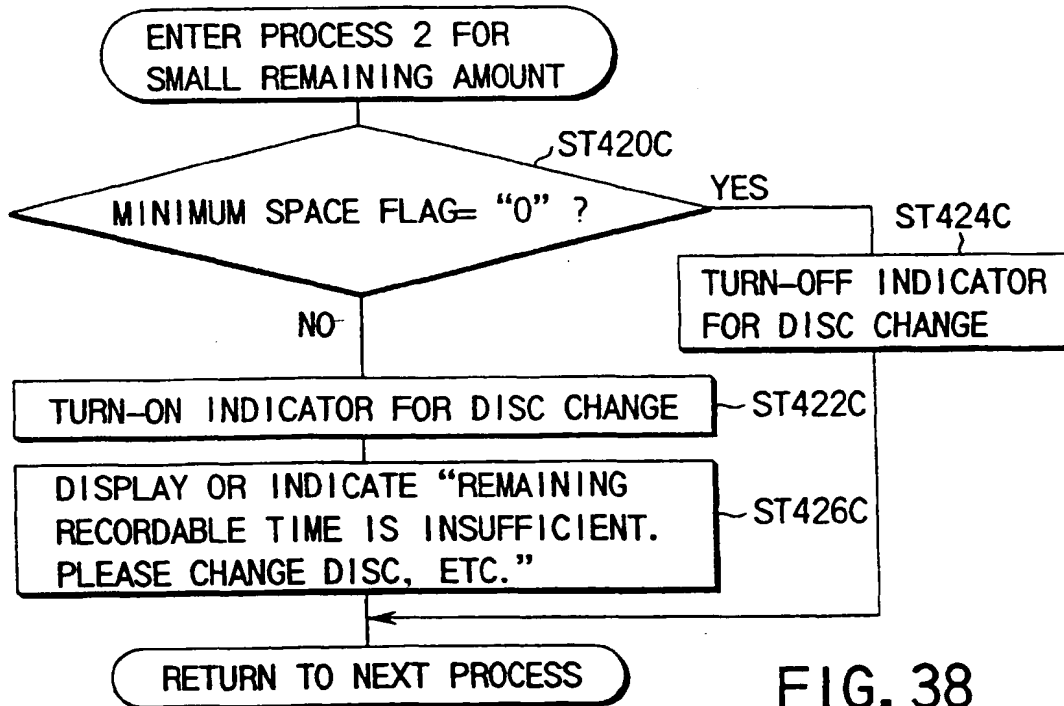 ENTER PROCESS 2 FOR
SMALL REMAINING AMOUNT
ST420C
MINIMUM SPACE FLAG= “0” ?
YES
ST424C
TURN-OFF INDICATOR
FOR DISC CHANGE
NO
TURN-ON INDICATOR FOR DISC CHANGE
ST422C
DISPLAY OR INDICATE “REMAINING
RECORDABLE TIME IS INSUFFICIENT.
PLEASE CHANGE DISC, ETC.”
ST426C
RETURN TO NEXT PROCESS
FIG. 38